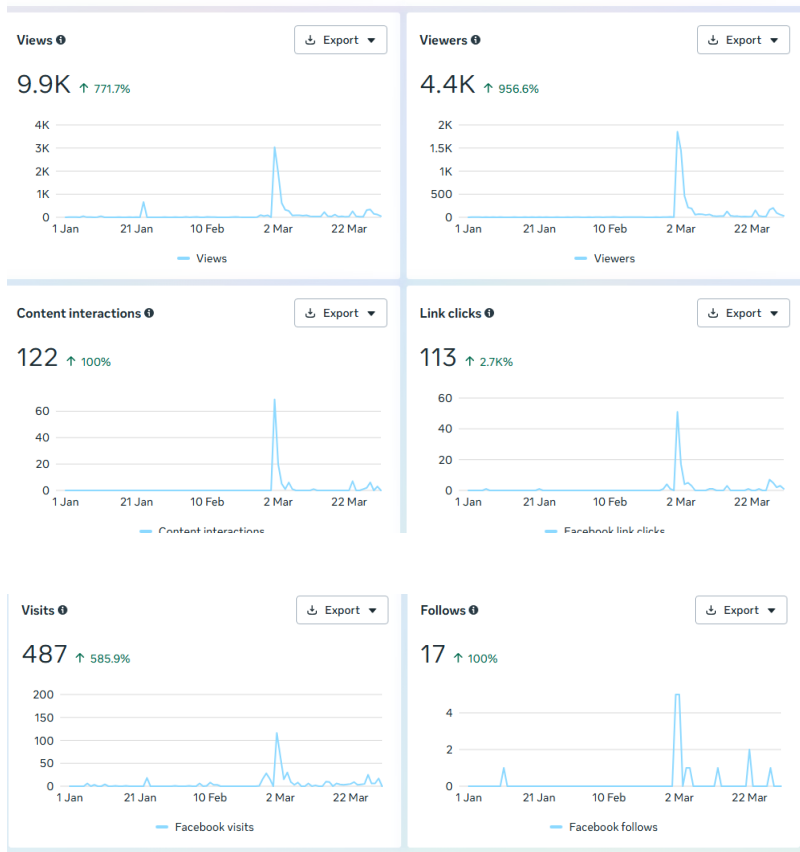 Views Export
9.9K 771.7%
4K
3K
2K
1K
0
1 Jan 21 Jan 10 Feb 2 Mar 22 Mar
Views
Viewers Export
4.4K 956.6%
2K
1.5K
1K
500
0
1 Jan 21 Jan 10 Feb 2 Mar 22 Mar
Viewers
Content interactions Export
122 100%
60
40
20
0
1 Jan 21 Jan 10 Feb 2 Mar 22 Mar
Content interactions
Link clicks Export
113 2.7K%
60
40
20
0
1 Jan 21 Jan 10 Feb 2 Mar 22 Mar
Facebook link clicks
Visits Export
487 585.9%
200
150
100
50
0
1 Jan 21 Jan 10 Feb 2 Mar 22 Mar
Facebook visits
Follows Export
17 100%
4
2
0
1 Jan 21 Jan 10 Feb 2 Mar 22 Mar
Facebook follows